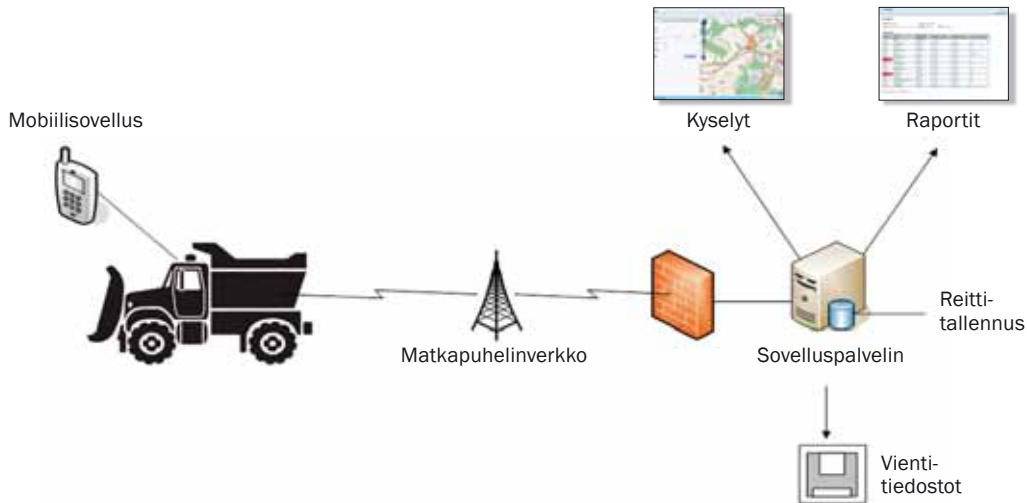 Mobiilisovellus
Kyselyt
Raportit
Matkapuhelinverkko
Sovelluspalvelin
Reitti-
tallennus
Vienti-
tiedostot